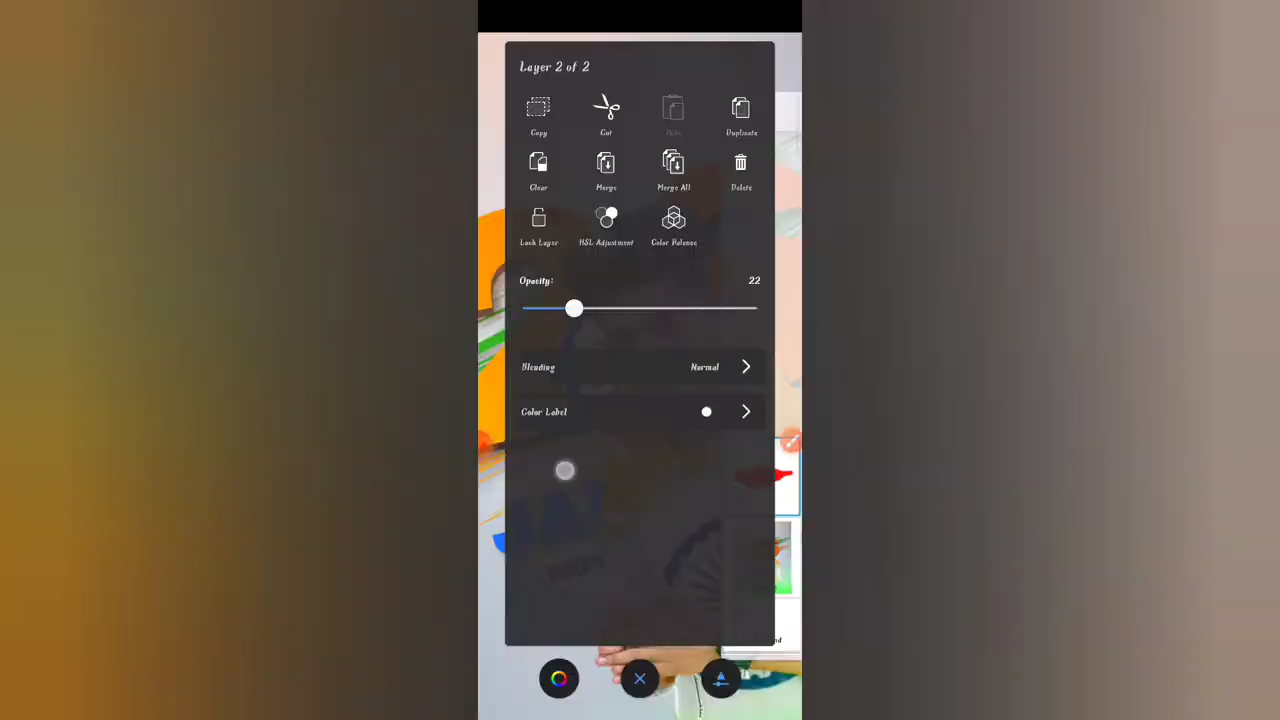 Layer 2 of 2
Copy Cut Paste Duplicate
Clear Merge Merge All Delete
Lock Layer HSL Adjustment Color Balance
Opacity: 22
Blending Normal
Color Label